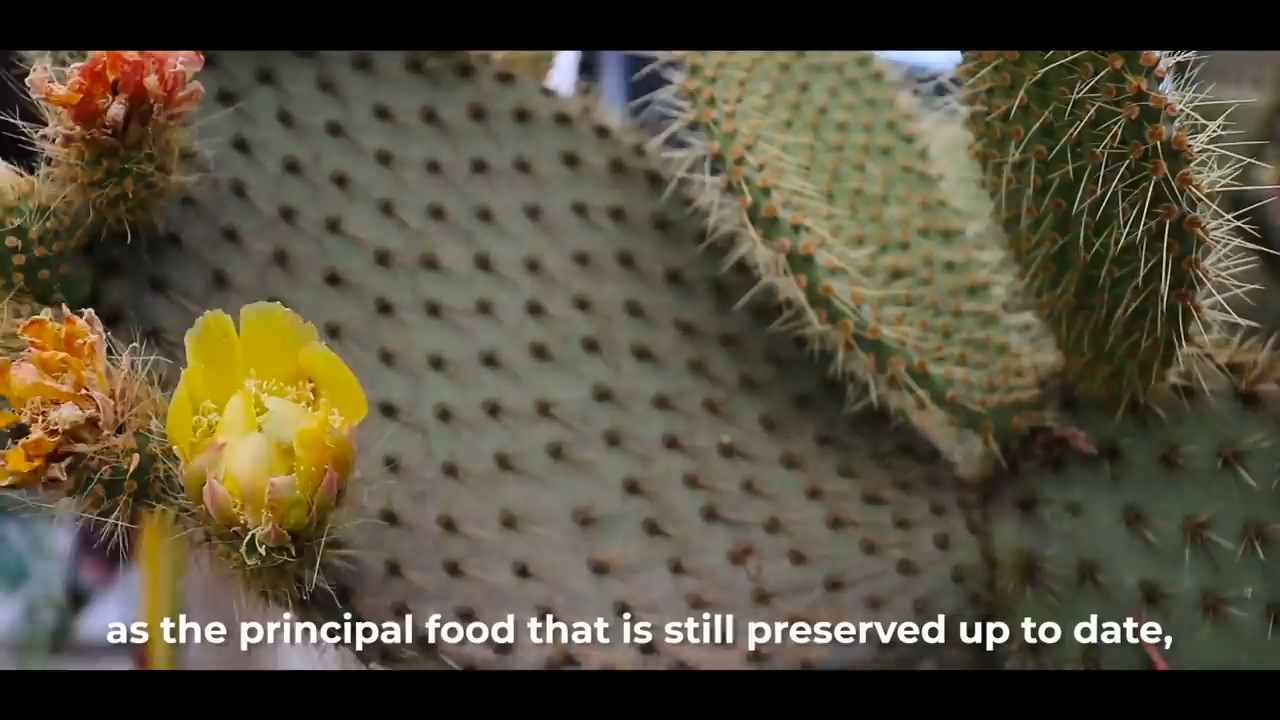 as the principal food that is still preserved up to date,